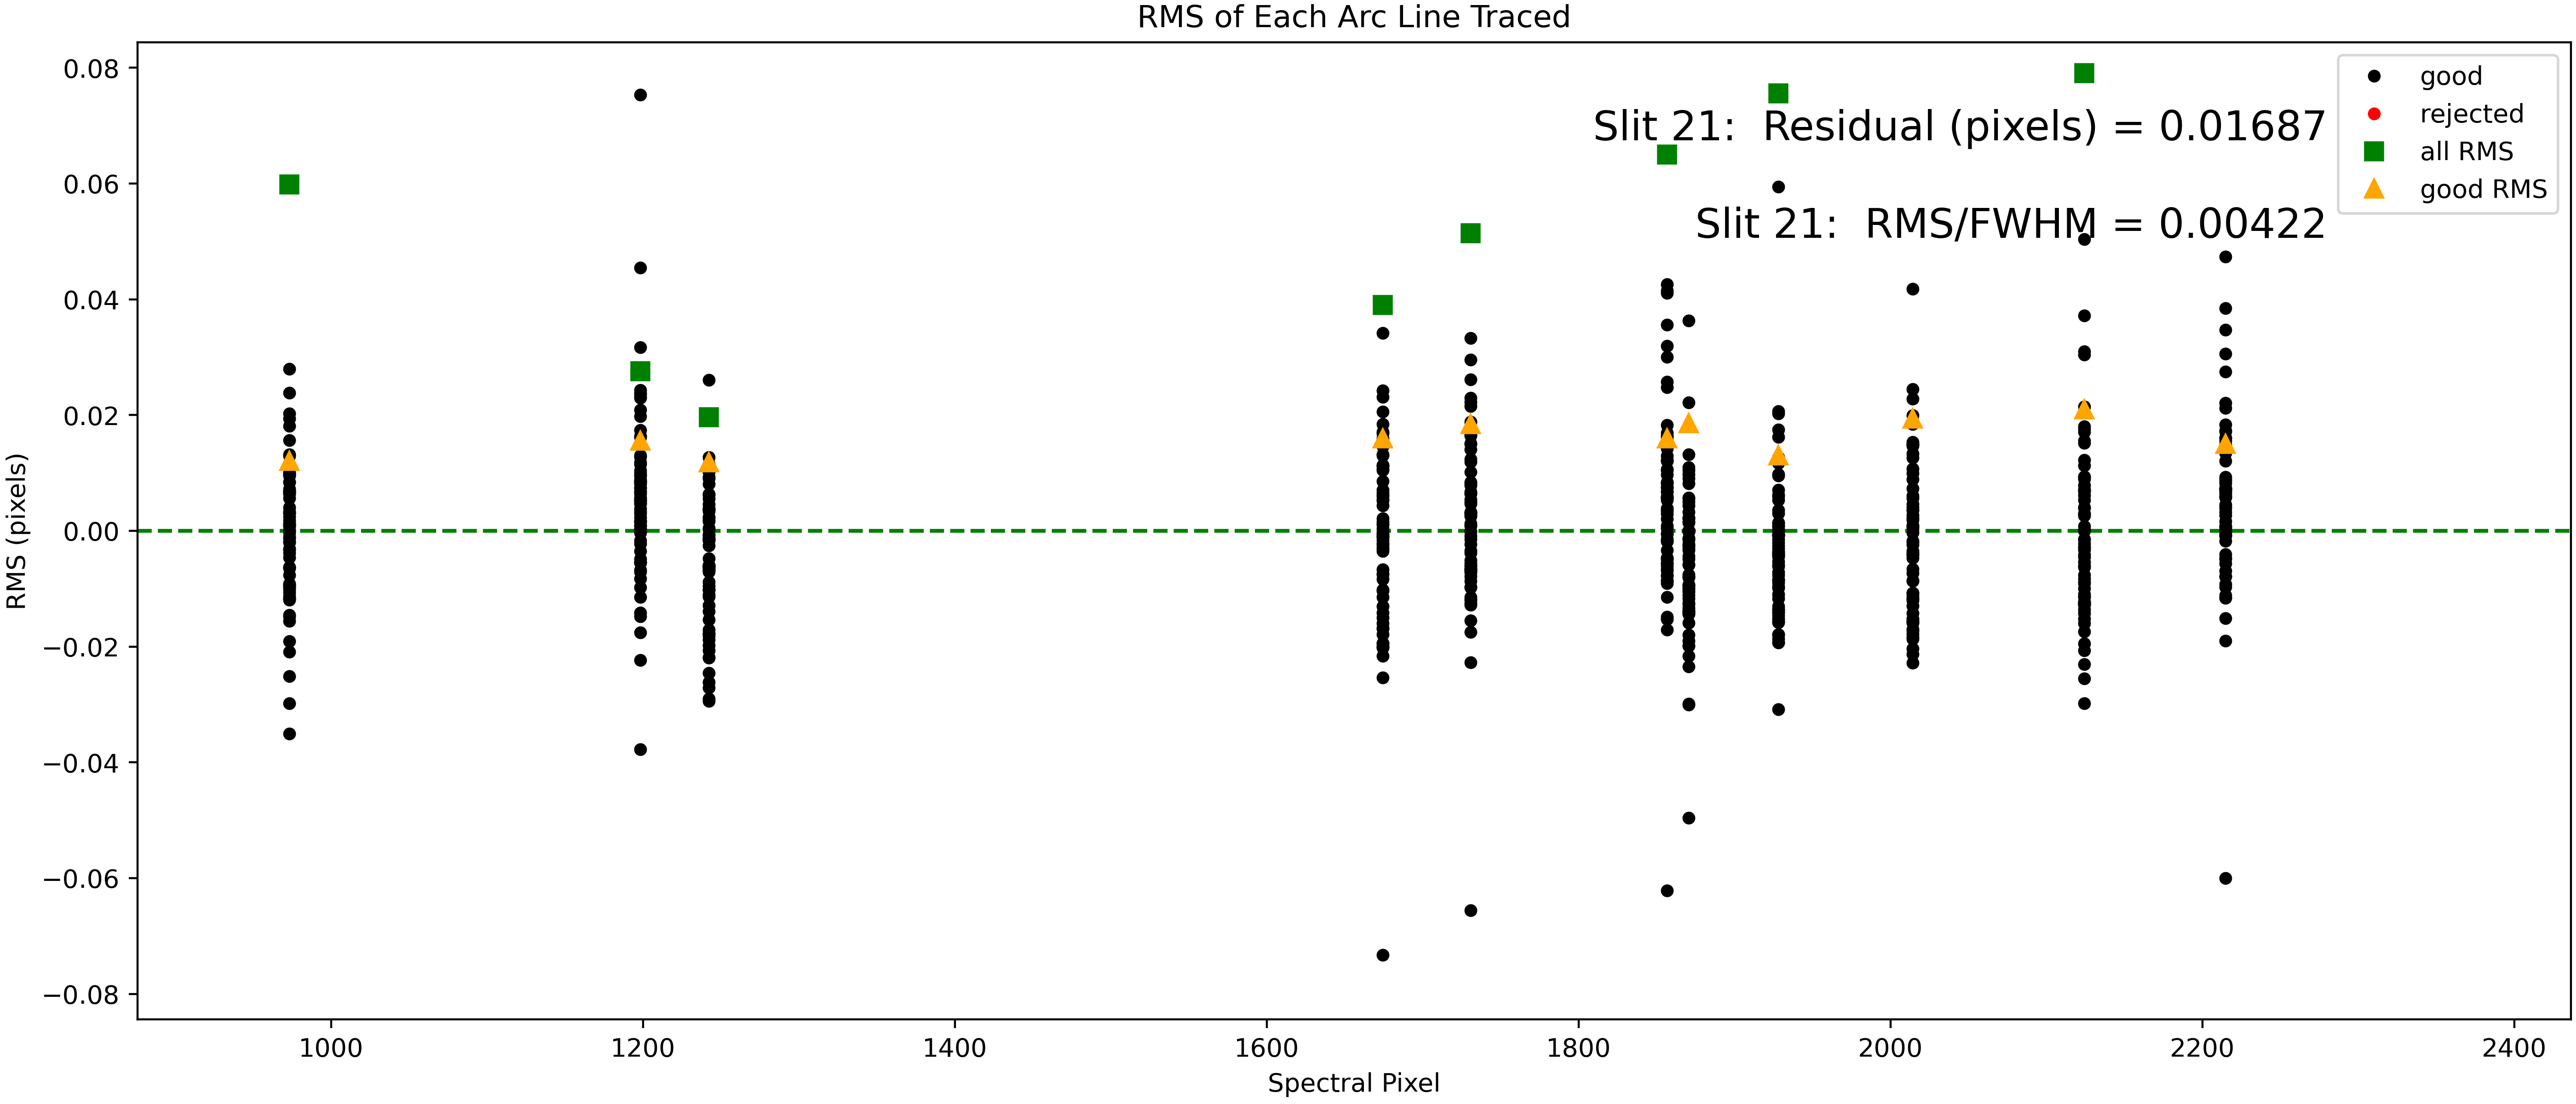 RMS of Each Arc Line Traced
good
rejected
all RMS
good RMS
Slit 21:  Residual (pixels) = 0.01687
Slit 21:  RMS/FWHM = 0.00422
RMS (pixels)
0.08
0.06
0.04
0.02
0.00
−0.02
−0.04
−0.06
−0.08
1000 1200 1400 1600 1800 2000 2200 2400
Spectral Pixel